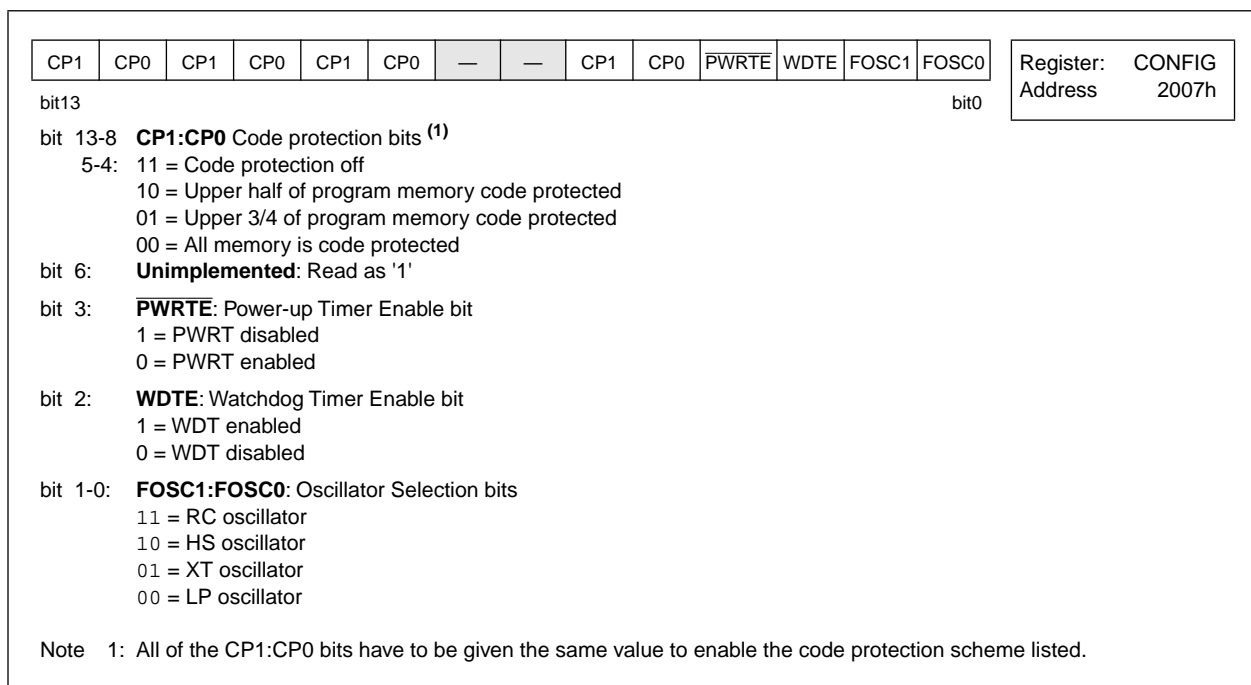 CP1 CP0 CP1 CP0 CP1 CP0 — — CP1 CP0 PWRTE WDTE FOSC1 FOSC0
Register: CONFIG
Address 2007h
bit13 bit0
bit 13-8 CP1:CP0 Code protection bits (1)
5-4: 11 = Code protection off
10 = Upper half of program memory code protected
01 = Upper 3/4 of program memory code protected
00 = All memory is code protected
bit 6: Unimplemented: Read as '1'
bit 3: PWRTE: Power-up Timer Enable bit
1 = PWRT disabled
0 = PWRT enabled
bit 2: WDTE: Watchdog Timer Enable bit
1 = WDT enabled
0 = WDT disabled
bit 1-0: FOSC1:FOSC0: Oscillator Selection bits
11 = RC oscillator
10 = HS oscillator
01 = XT oscillator
00 = LP oscillator
Note 1: All of the CP1:CP0 bits have to be given the same value to enable the code protection scheme listed.